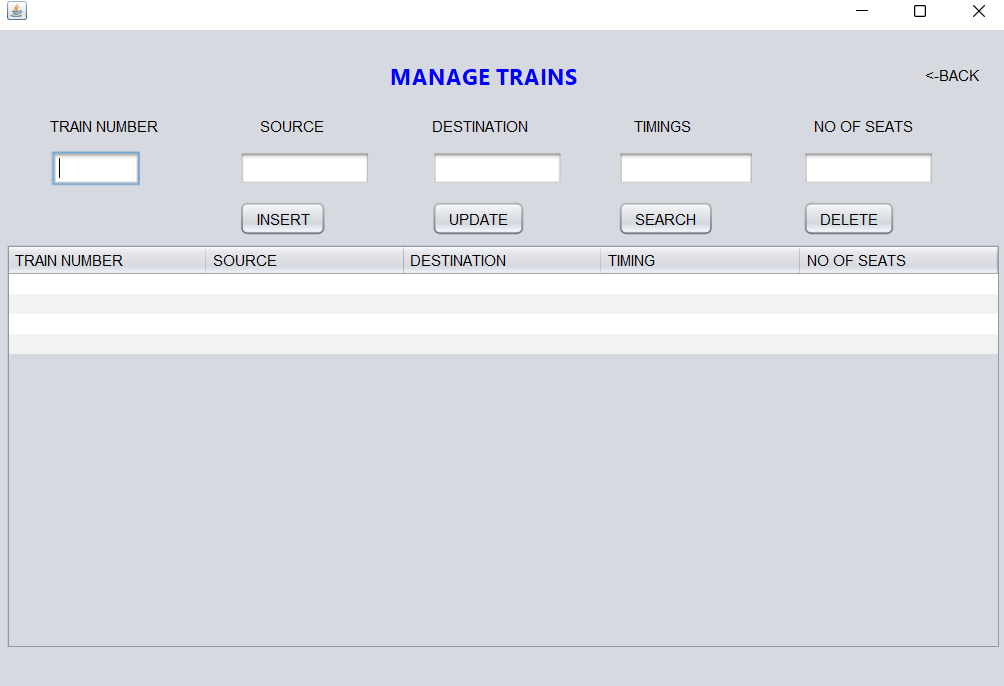 MANAGE TRAINS
<-BACK
TRAIN NUMBER SOURCE DESTINATION TIMINGS NO OF SEATS
INSERT UPDATE SEARCH DELETE
TRAIN NUMBER SOURCE DESTINATION TIMING NO OF SEATS